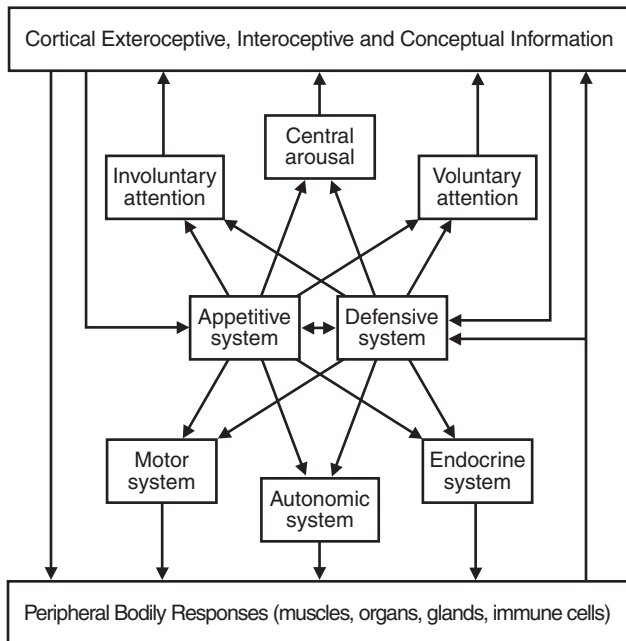 Cortical Exteroceptive, Interoceptive and Conceptual Information
Central
arousal
Involuntary
attention
Voluntary
attention
Appetitive
system
Defensive
system
Motor
system
Autonomic
system
Endocrine
system
Peripheral Bodily Responses (muscles, organs, glands, immune cells)